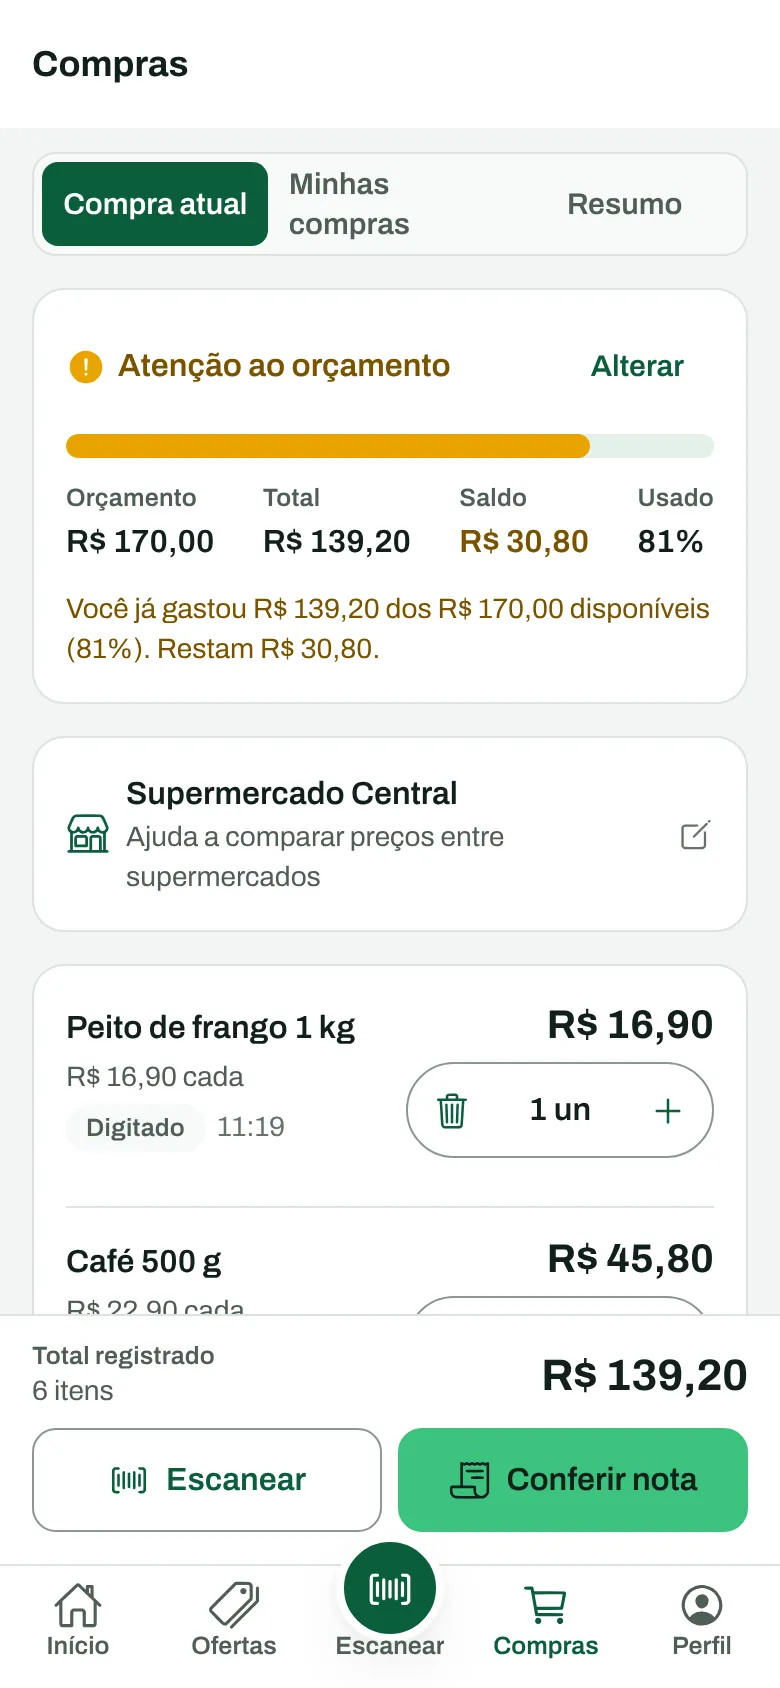 Compras
Compra atual
Minhas
compras
Resumo
Atenção ao orçamento
Alterar
Orçamento
Total
Saldo
Usado
R$ 170,00
R$ 139,20
R$ 30,80
81%
Você já gastou R$ 139,20 dos R$ 170,00 disponíveis
(81%). Restam R$ 30,80.
Supermercado Central
Ajuda a comparar preços entre
supermercados
Peito de frango 1 kg
R$ 16,90
R$ 16,90 cada
Digitado
11:19
1 un
Café 500 g
R$ 45,80
R$ 22,90 cada
Total registrado
6 itens
R$ 139,20
Escanear
Conferir nota
Início
Ofertas
Escanear
Compras
Perfil